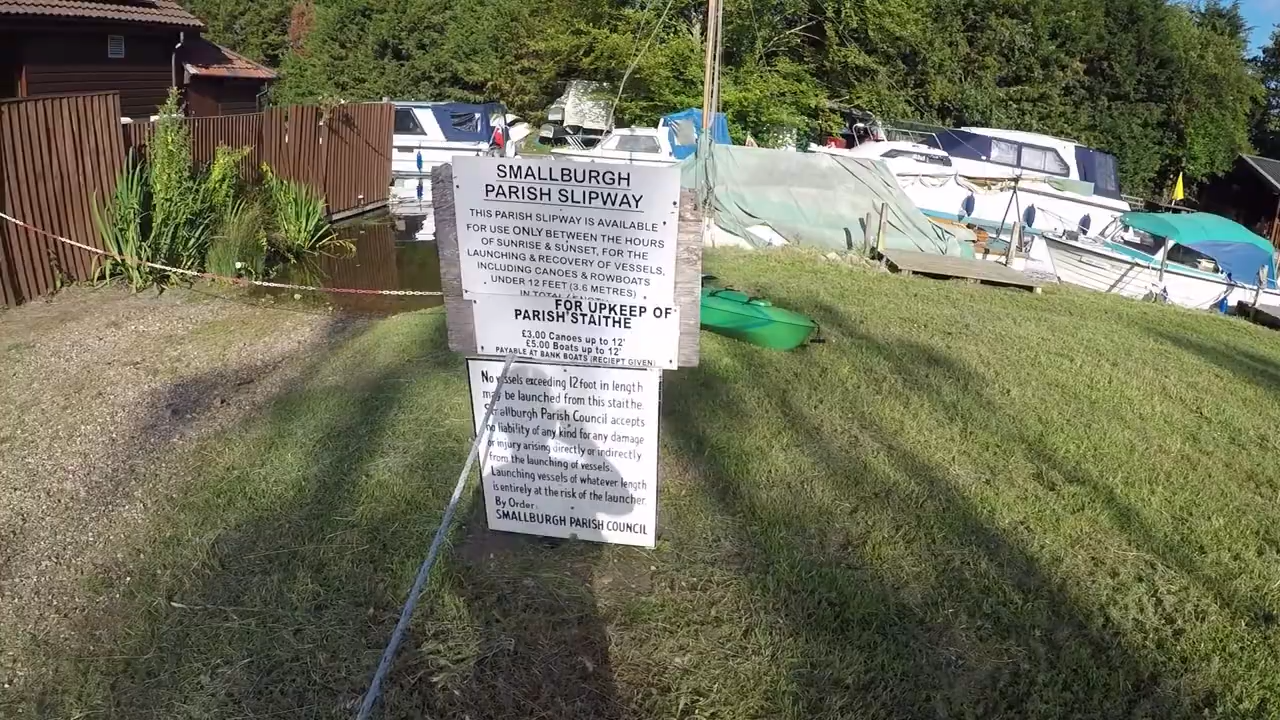 SMALLBURGH
PARISH SLIPWAY
THIS PARISH SLIPWAY IS AVAILABLE
FOR USE ONLY BETWEEN THE HOURS
OF SUNRISE & SUNSET, FOR THE
LAUNCHING & RECOVERY OF VESSELS,
INCLUDING CANOES & ROWBOATS
UNDER 12 FEET (3.6 METRES)
IN TOTAL LENGTH
FOR UPKEEP OF
PARISH STAITHE
£3.00 Canoes up to 12'
£5.00 Boats up to 12'
PAYABLE AT BANK BOATS (RECIEPT GIVEN)
No vessels exceeding 12 foot in length
may be launched from this staithe.
Smallburgh Parish Council accepts
no liability of any kind for any damage
or injury arising directly or indirectly
from the launching of vessels.
Launching vessels of whatever length
is entirely at the risk of the launcher.
By Order:
SMALLBURGH PARISH COUNCIL